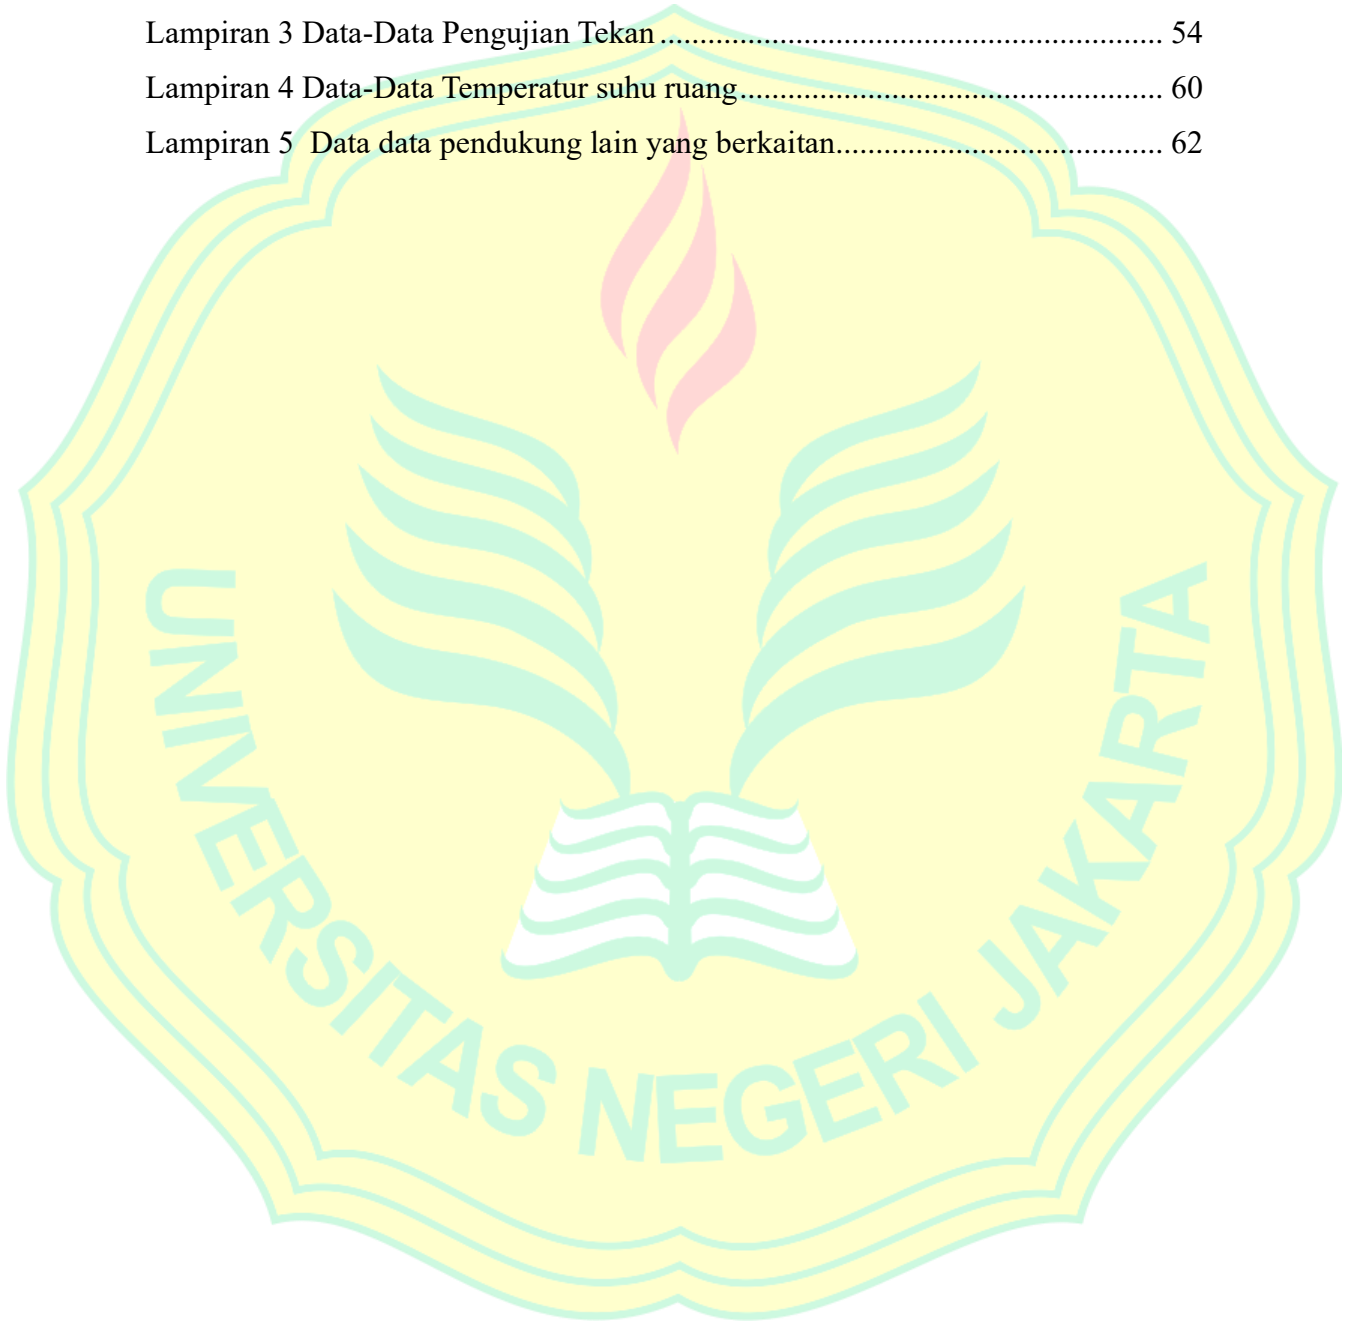 Lampiran 3 Data-Data Pengujian Tekan ................................................................ 54
Lampiran 4 Data-Data Temperatur suhu ruang..................................................... 60
Lampiran 5  Data data pendukung lain yang berkaitan......................................... 62
UNIVERSITAS NEGERI JAKARTA